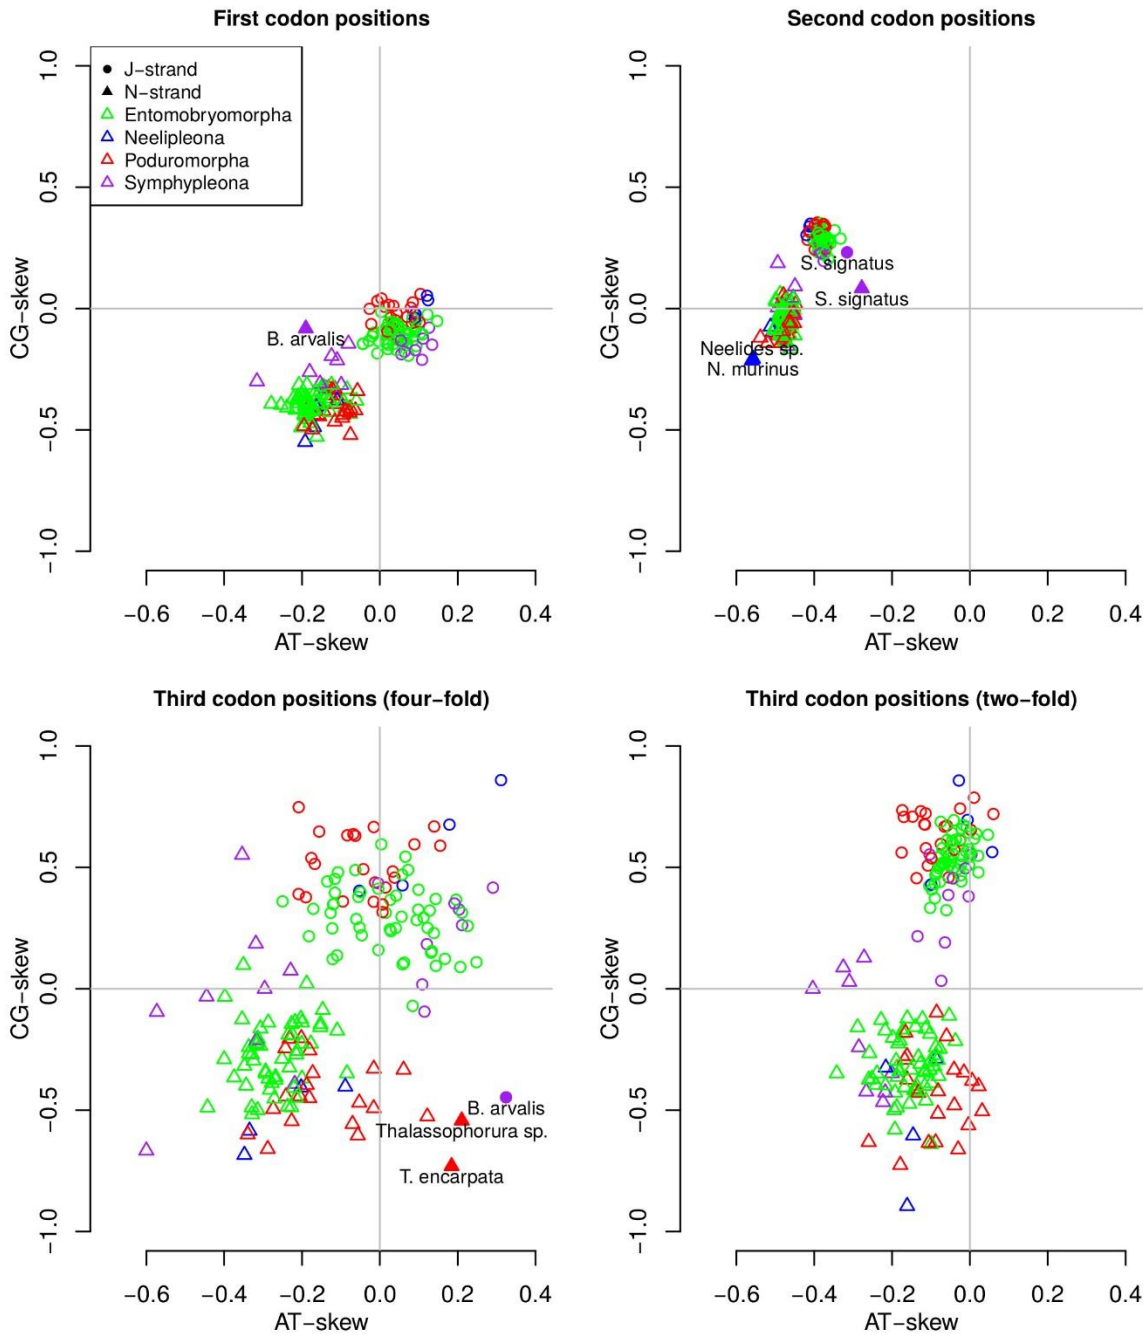 First codon positions
1.0
0.5
0.0
−0.5
−1.0
CG−skew
J−strand
N−strand
Entomobryomorpha
Neelipleona
Poduromorpha
Symphypleona
B. arvalis
−0.6 −0.4 −0.2 0.0 0.2 0.4
AT−skew
Second codon positions
1.0
0.5
0.0
−0.5
−1.0
CG−skew
S. signatus
S. signatus
Neelides sp.
N. murinus
−0.6 −0.4 −0.2 0.0 0.2 0.4
AT−skew
Third codon positions (four−fold)
1.0
0.5
0.0
−0.5
−1.0
CG−skew
B. arvalis
Thalassophorura sp.
T. encarpata
−0.6 −0.4 −0.2 0.0 0.2 0.4
AT−skew
Third codon positions (two−fold)
1.0
0.5
0.0
−0.5
−1.0
CG−skew
−0.6 −0.4 −0.2 0.0 0.2 0.4
AT−skew